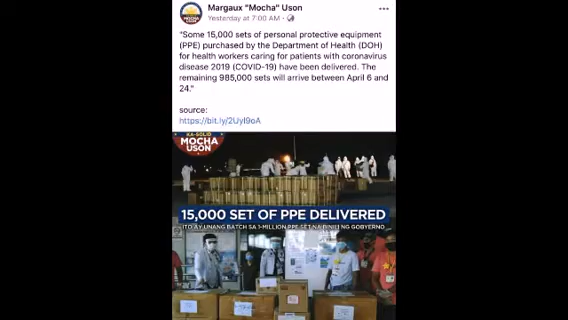 Margaux "Mocha" Uson
Yesterday at 7:00 AM ·
"Some 15,000 sets of personal protective equipment
(PPE) purchased by the Department of Health (DOH)
for health workers caring for patients with coronavirus
disease 2019 (COVID-19) have been delivered. The
remaining 985,000 sets will arrive between April 6 and
24."
source:
https://bit.ly/2UyI9oA
KA-SOLID
MOCHA
USON
15,000 SET OF PPE DELIVERED
ITO AY UNANG BATCH SA 1-MILLION PPE SET NA BINILI NG GOBYERNO